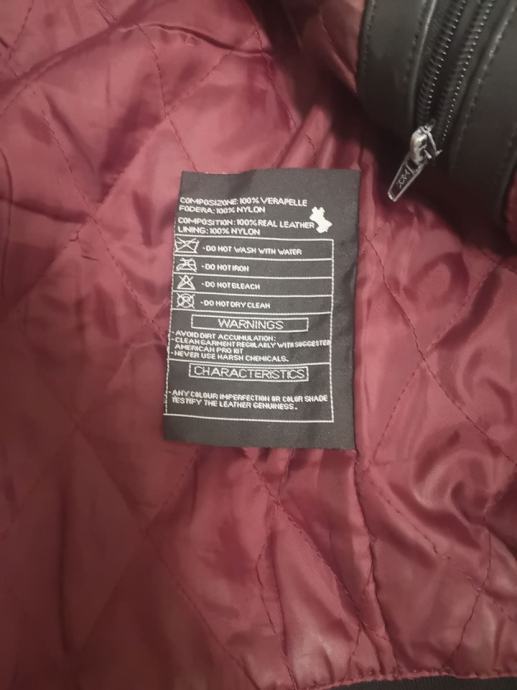 COMPOSIZONE:100% VERAPELLE
FODERA: 100% NYLON
COMPOSITION: 100% REAL LEATHER
LINING: 100% NYLON
- DO NOT WASH WITH WATER
- DO NOT IRON
- DO NOT BLEACH
- DO NOT DRY CLEAN
WARNINGS
- AVOID DIRT ACCUMULATION:
- CLEAN GARMENT REGULARLY WITH SUGGESTED
AMERICAN PRO KIT
- NEVER USE HARSH CHEMICALS.
CHARACTERISTICS
- ANY COLOUR IMPERFECTION OR COLOR SHADE
TESTIFY THE LEATHER GENUINESS.